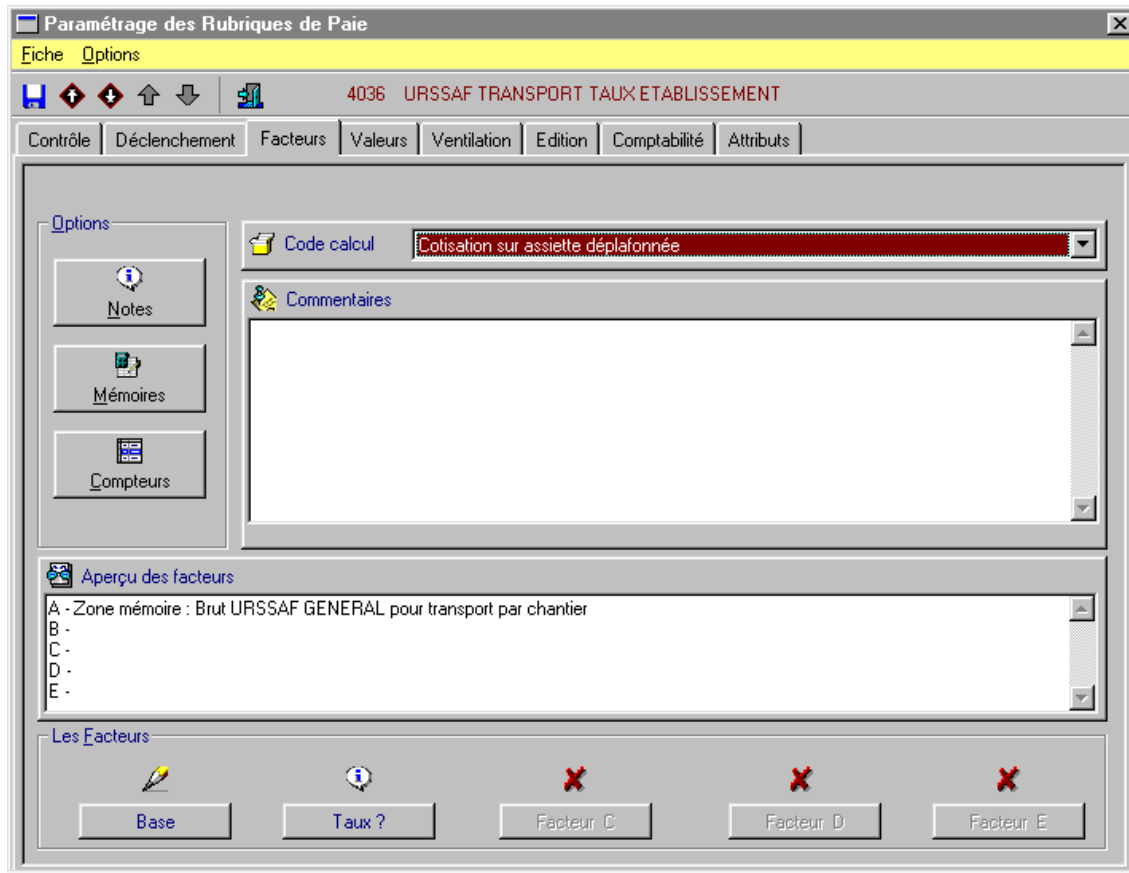 Paramétrage des Rubriques de Paie
Fiche Options
4036 URSSAF TRANSPORT TAUX ETABLISSEMENT
Contrôle Déclenchement Facteurs Valeurs Ventilation Edition Comptabilité Attributs
Options
Code calcul Cotisation sur assiette déplafonnée
Notes
Commentaires
Mémoires
Compteurs
Aperçu des facteurs
A - Zone mémoire : Brut URSSAF GENERAL pour transport par chantier
B -
C -
D -
E -
Les Facteurs
Base Taux ? Facteur C Facteur D Facteur E